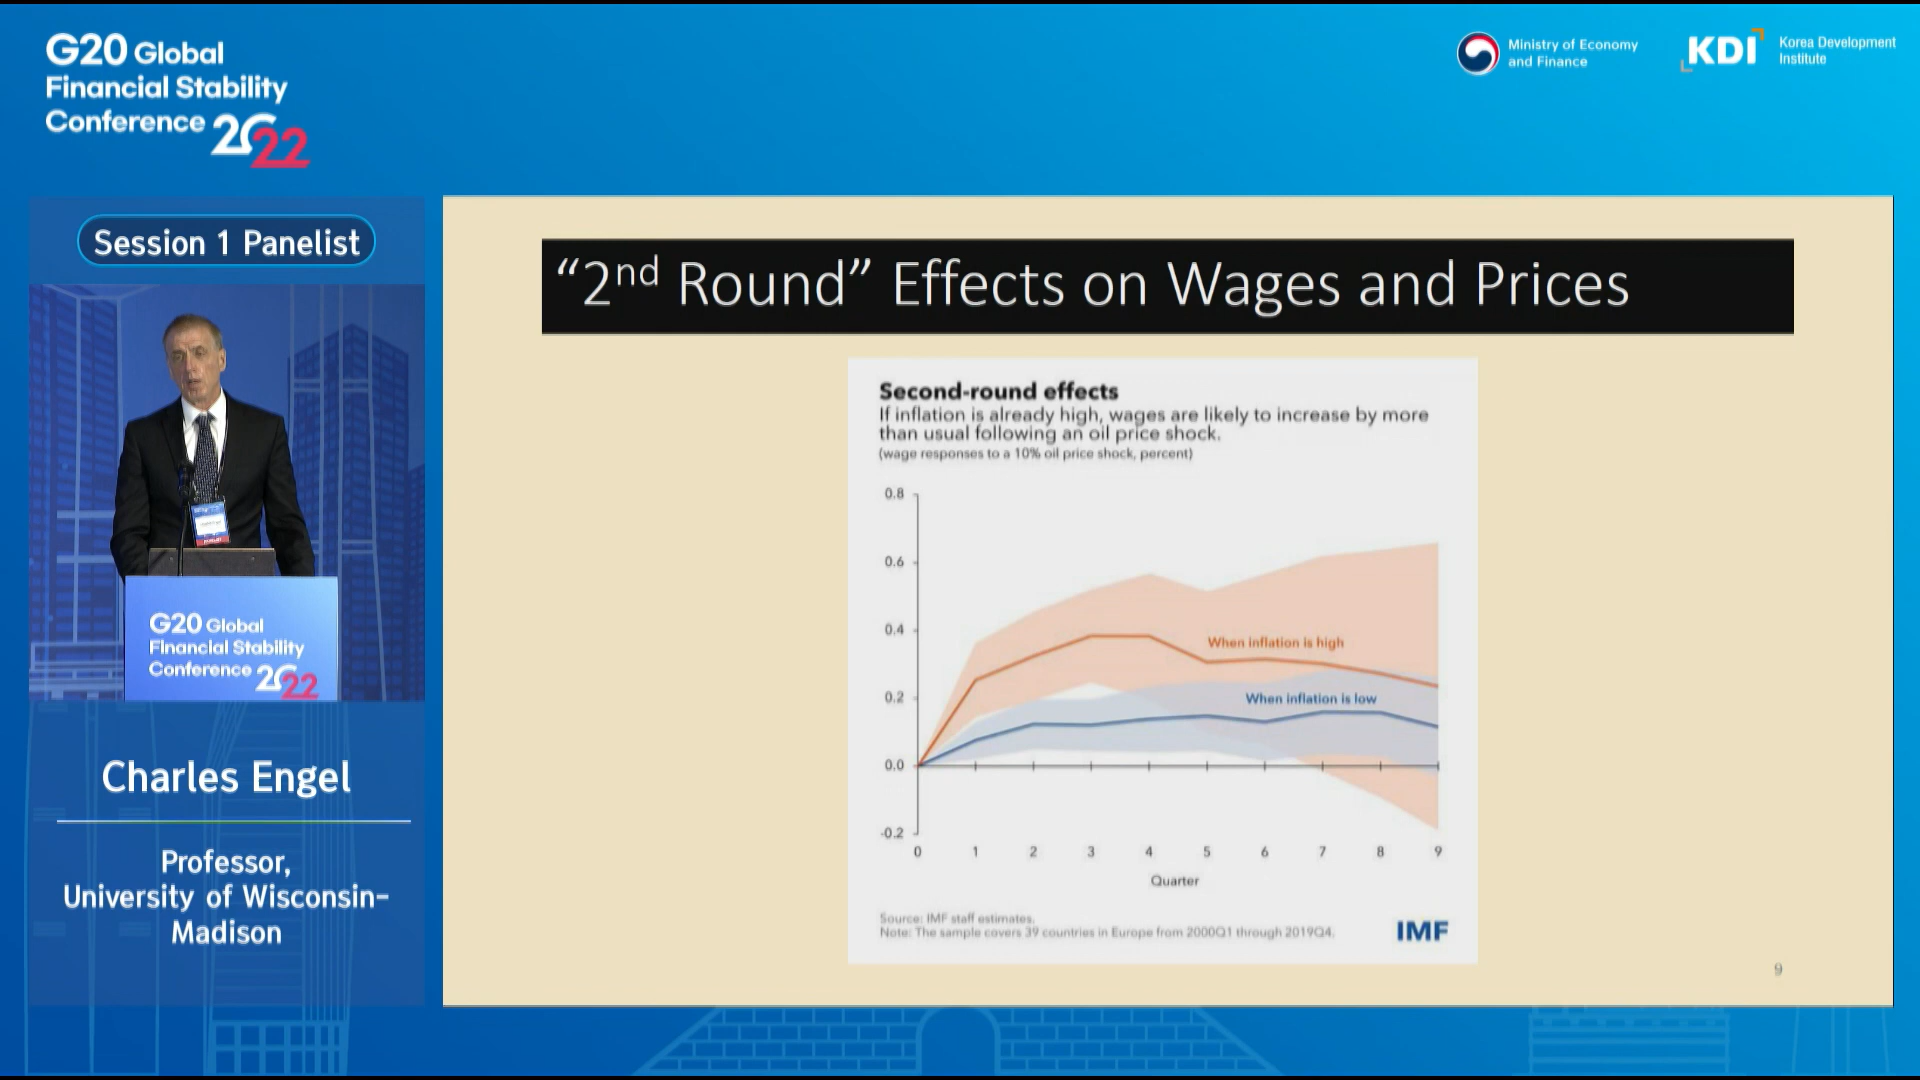 G20 Global
Financial Stability
Conference 2022
Ministry of Economy
and Finance
KDI
Korea Development
Institute
Session 1 Panelist
G20 Global
Financial Stability
Conference 2022
Charles Engel
Professor,
University of Wisconsin-
Madison
“2nd Round” Effects on Wages and Prices
Second-round effects
If inflation is already high, wages are likely to increase by more
than usual following an oil price shock.
(wage responses to a 10% oil price shock, percent)
0.8
0.6
0.4
0.2
0.0
-0.2
When inflation is high
When inflation is low
0 1 2 3 4 5 6 7 8 9
Quarter
Source: IMF staff estimates.
Note: The sample covers 39 countries in Europe from 2000Q1 through 2019Q4.
IMF
9